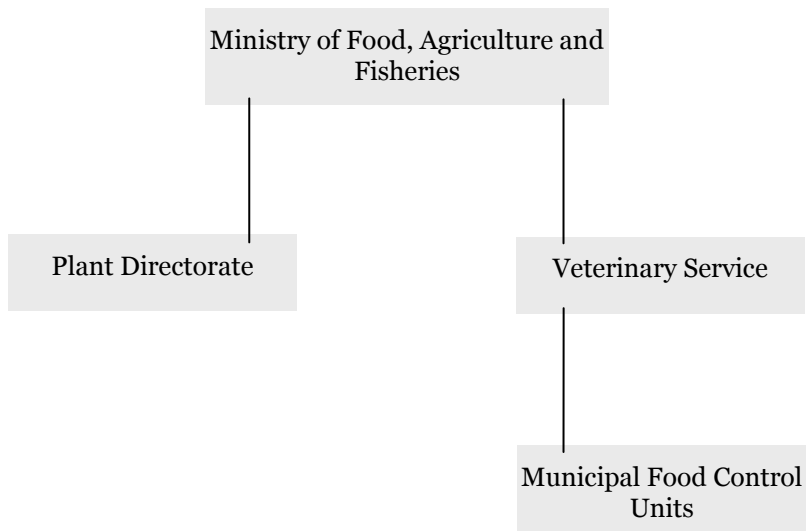 Ministry of Food, Agriculture and
Fisheries
Plant Directorate
Veterinary Service
Municipal Food Control
Units